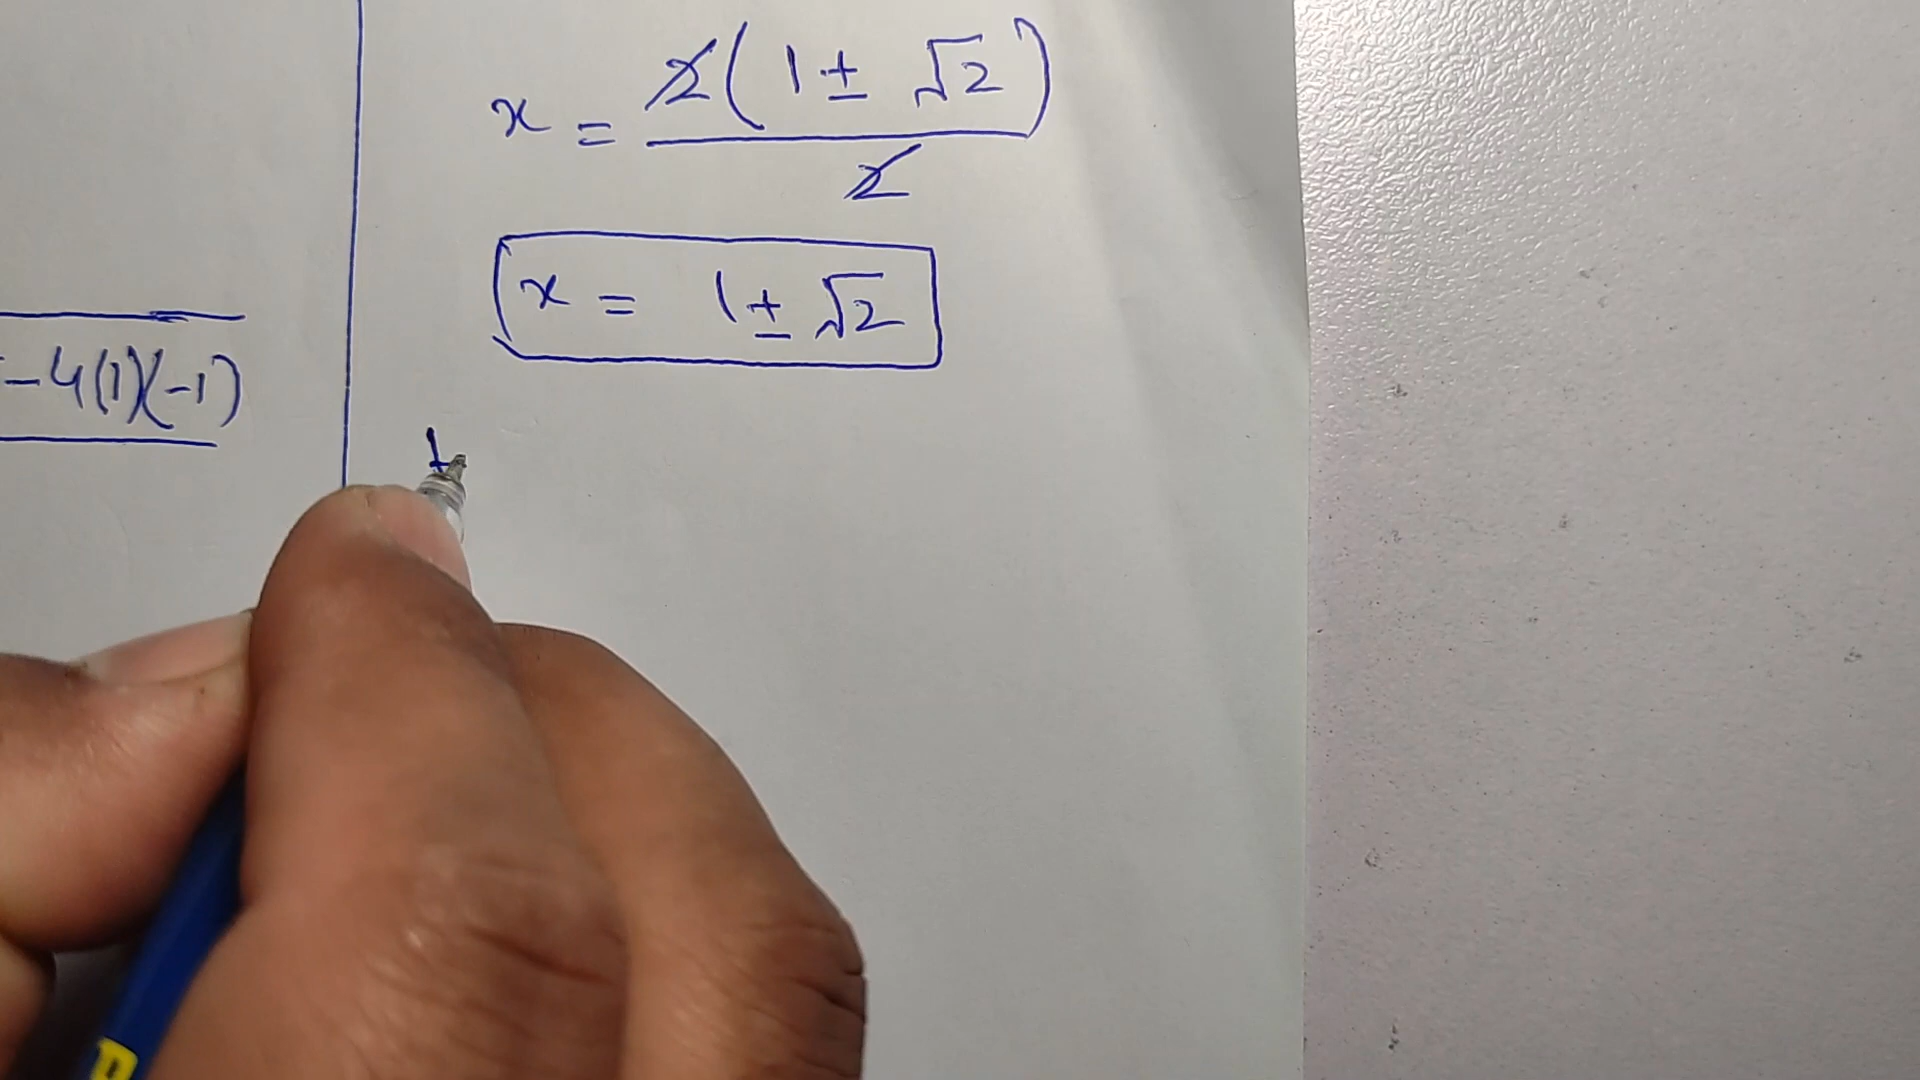 x = 2(1 ± √2) / 2
x = 1 ± √2
-4(1)(-1)